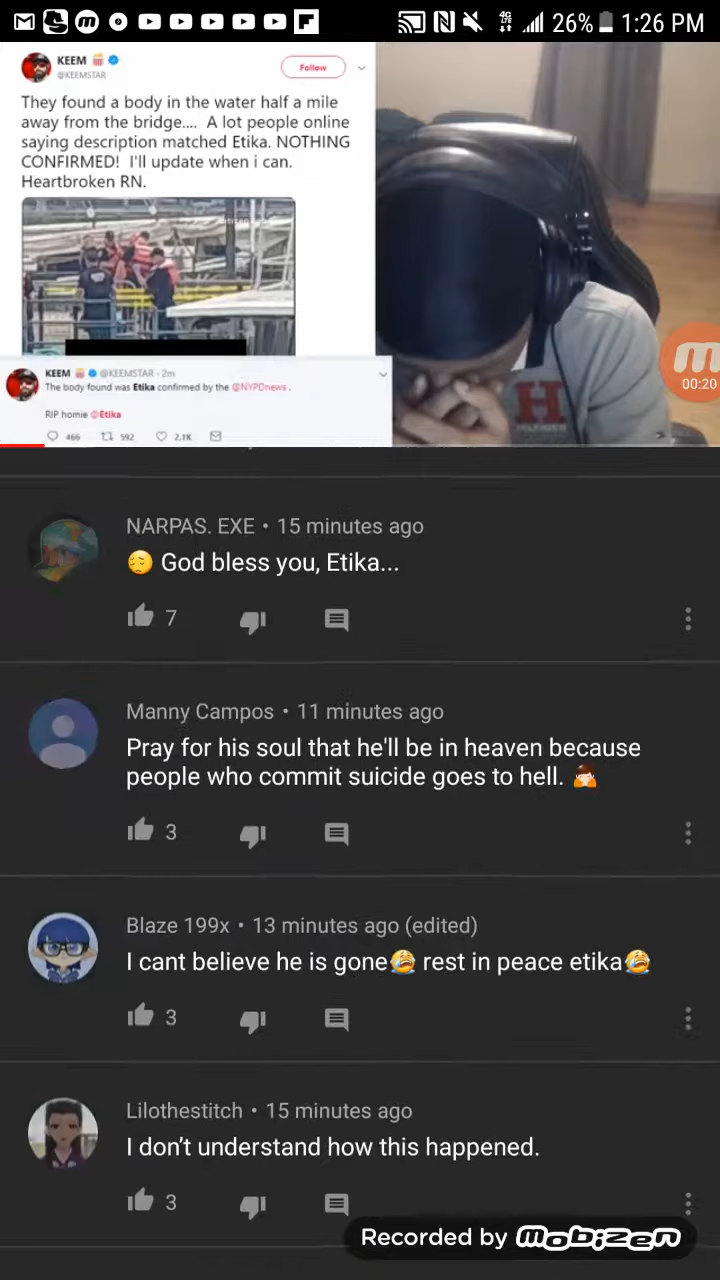 26% 1:26 PM
KEEM
@KEEMSTAR
Follow
They found a body in the water half a mile
away from the bridge.... A lot people online
saying description matched Etika. NOTHING
CONFIRMED! I'll update when i can.
Heartbroken RN.
KEEM @KEEMSTAR · 2m
The body found was Etika confirmed by the @NYPDnews .
RIP homie @Etika
466 592 2.1K
H
HILFIGER
m
00:20
NARPAS. EXE • 15 minutes ago
God bless you, Etika...
7
Manny Campos • 11 minutes ago
Pray for his soul that he'll be in heaven because
people who commit suicide goes to hell.
3
Blaze 199x • 13 minutes ago (edited)
I cant believe he is gone rest in peace etika
3
Lilothestitch • 15 minutes ago
I don’t understand how this happened.
3
Recorded by mobizen